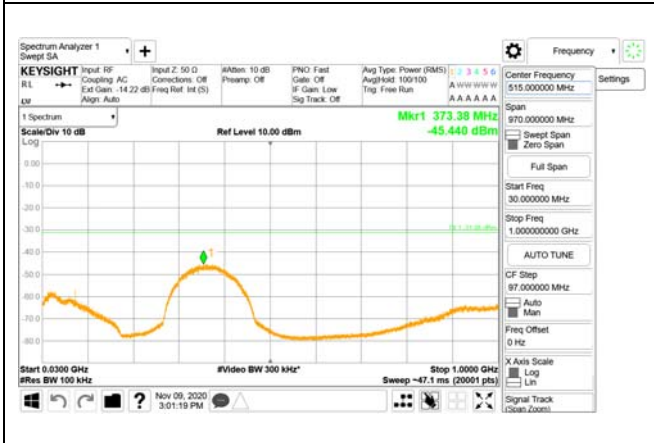 Spectrum Analyzer 1
Swept SA
Frequency
KEYSIGHT
Input: RF
Coupling: AC
Ext Gain: -14.22 dB
Align: Auto
Input Z: 50 Ω
Corrections: Off
Freq Ref: Int (S)
#Atten: 10 dB
Preamp: Off
PNO: Fast
Gate: Off
IF Gain: Low
Sig Track: Off
Avg Type: Power (RMS)
Avg|Hold: 100/100
Trig: Free Run
1 2 3 4 5 6
A W W W W W
A A A A A A
RL
1 Spectrum
Scale/Div 10 dB
Log
Ref Level 10.00 dBm
Mkr1 373.38 MHz
-45.440 dBm
0.00
-10.0
-20.0
-30.0
-40.0
-50.0
-60.0
-70.0
-80.0
1
Start 0.0300 GHz
#Res BW 100 kHz
#Video BW 300 kHz*
Stop 1.0000 GHz
Sweep ~47.1 ms (20001 pts)
Nov 09, 2020
3:01:19 PM
?
Center Frequency
515.000000 MHz
Settings
Span
970.000000 MHz
Swept Span
Zero Span
Full Span
Start Freq
30.000000 MHz
Stop Freq
1.000000000 GHz
AUTO TUNE
CF Step
97.000000 MHz
Auto
Man
Freq Offset
0 Hz
X Axis Scale
Log
Lin
Signal Track
(Span Zoom)